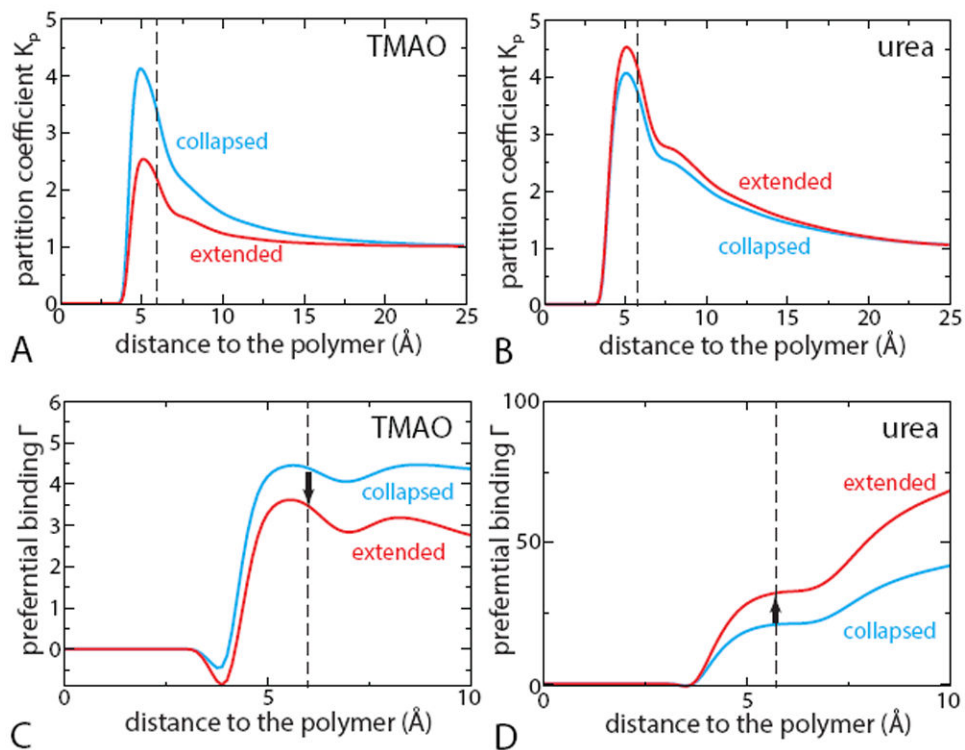 TMAO
partition coefficient Kp
5
4
3
2
1
0
collapsed
extended
0 5 10 15 20 25
distance to the polymer (Å)
A
urea
partition coefficient Kp
5
4
3
2
1
0
extended
collapsed
0 5 10 15 20 25
distance to the polymer (Å)
B
TMAO
prefential binding Γ
6
5
4
3
2
1
0
collapsed
extended
0 5 10
distance to the polymer (Å)
C
urea
preferential binding Γ
100
50
0
extended
collapsed
0 5 10
distance to the polymer (Å)
D